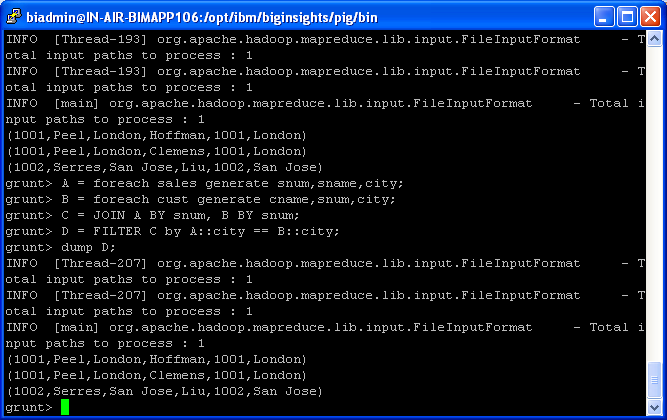 biadmin@IN-AIR-BIMAPP106:/opt/ibm/biginsights/pig/bin
INFO  [Thread-193] org.apache.hadoop.mapreduce.lib.input.FileInputFormat     - T
otal input paths to process : 1
INFO  [Thread-193] org.apache.hadoop.mapreduce.lib.input.FileInputFormat     - T
otal input paths to process : 1
INFO  [main] org.apache.hadoop.mapreduce.lib.input.FileInputFormat     - Total i
nput paths to process : 1
(1001,Peel,London,Hoffman,1001,London)
(1001,Peel,London,Clemens,1001,London)
(1002,Serres,San Jose,Liu,1002,San Jose)
grunt> A = foreach sales generate snum,sname,city;
grunt> B = foreach cust generate cname,snum,city;
grunt> C = JOIN A BY snum, B BY snum;
grunt> D = FILTER C by A::city == B::city;
grunt> dump D;
INFO  [Thread-207] org.apache.hadoop.mapreduce.lib.input.FileInputFormat     - T
otal input paths to process : 1
INFO  [Thread-207] org.apache.hadoop.mapreduce.lib.input.FileInputFormat     - T
otal input paths to process : 1
INFO  [main] org.apache.hadoop.mapreduce.lib.input.FileInputFormat     - Total i
nput paths to process : 1
(1001,Peel,London,Hoffman,1001,London)
(1001,Peel,London,Clemens,1001,London)
(1002,Serres,San Jose,Liu,1002,San Jose)
grunt>